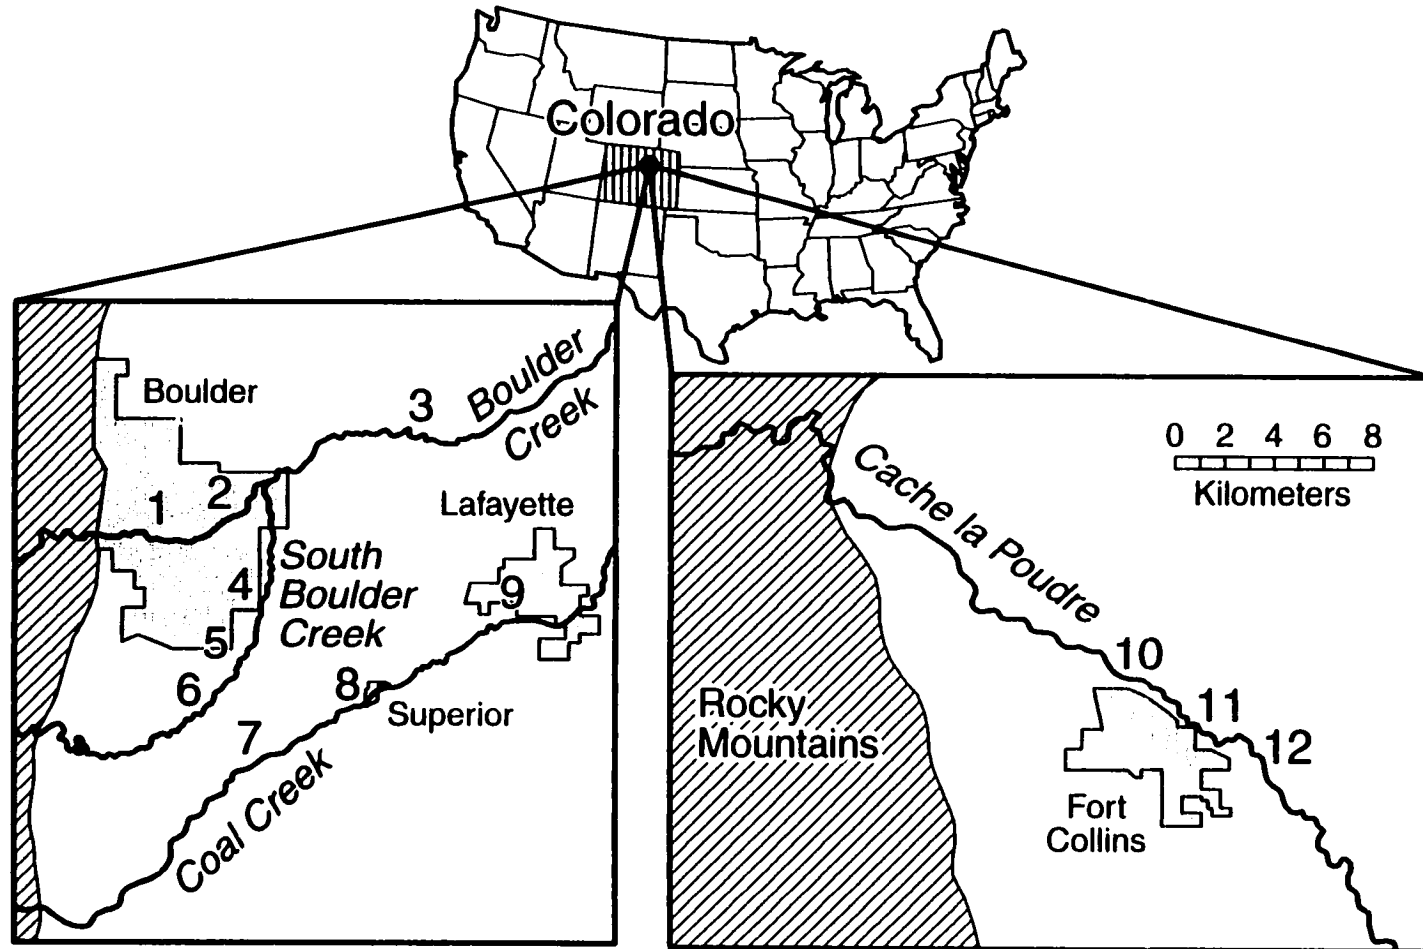 Colorado
Boulder
3
Boulder
Creek
1
2
Lafayette
South
Boulder
Creek
4
5
9
6
8
Superior
7
Coal Creek
0 2 4 6 8
Kilometers
Cache la Poudre
10
11
12
Rocky
Mountains
Fort
Collins